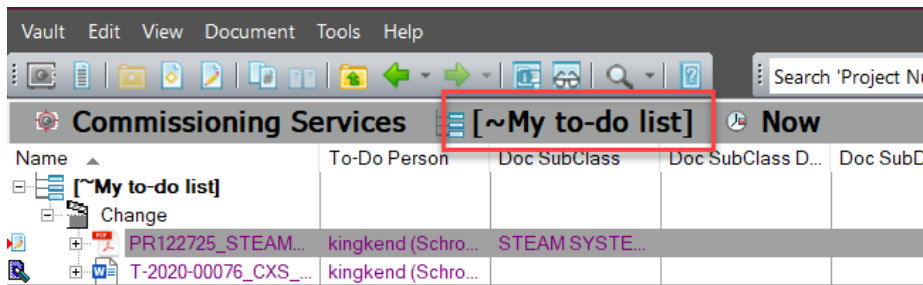 Vault Edit View Document Tools Help
Search 'Project Nu
Commissioning Services [~My to-do list] Now
Name To-Do Person Doc SubClass Doc SubClass D... Doc SubD
[~My to-do list]
Change
PR122725_STEAM... kingkend (Schro... STEAM SYSTE...
T-2020-00076_CXS_... kingkend (Schro...